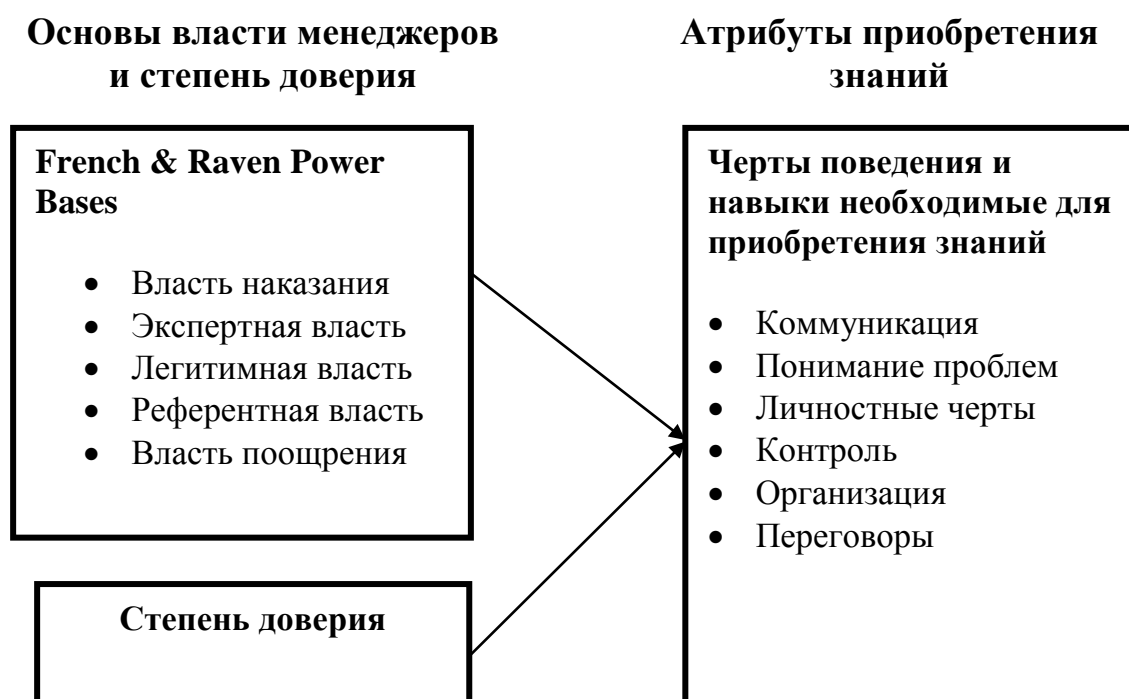 Основы власти менеджеров
и степень доверия
French & Raven Power
Bases
• Власть наказания
• Экспертная власть
• Легитимная власть
• Референтная власть
• Власть поощрения
Степень доверия
Атрибуты приобретения
знаний
Черты поведения и
навыки необходимые для
приобретения знаний
• Коммуникация
• Понимание проблем
• Личностные черты
• Контроль
• Организация
• Переговоры